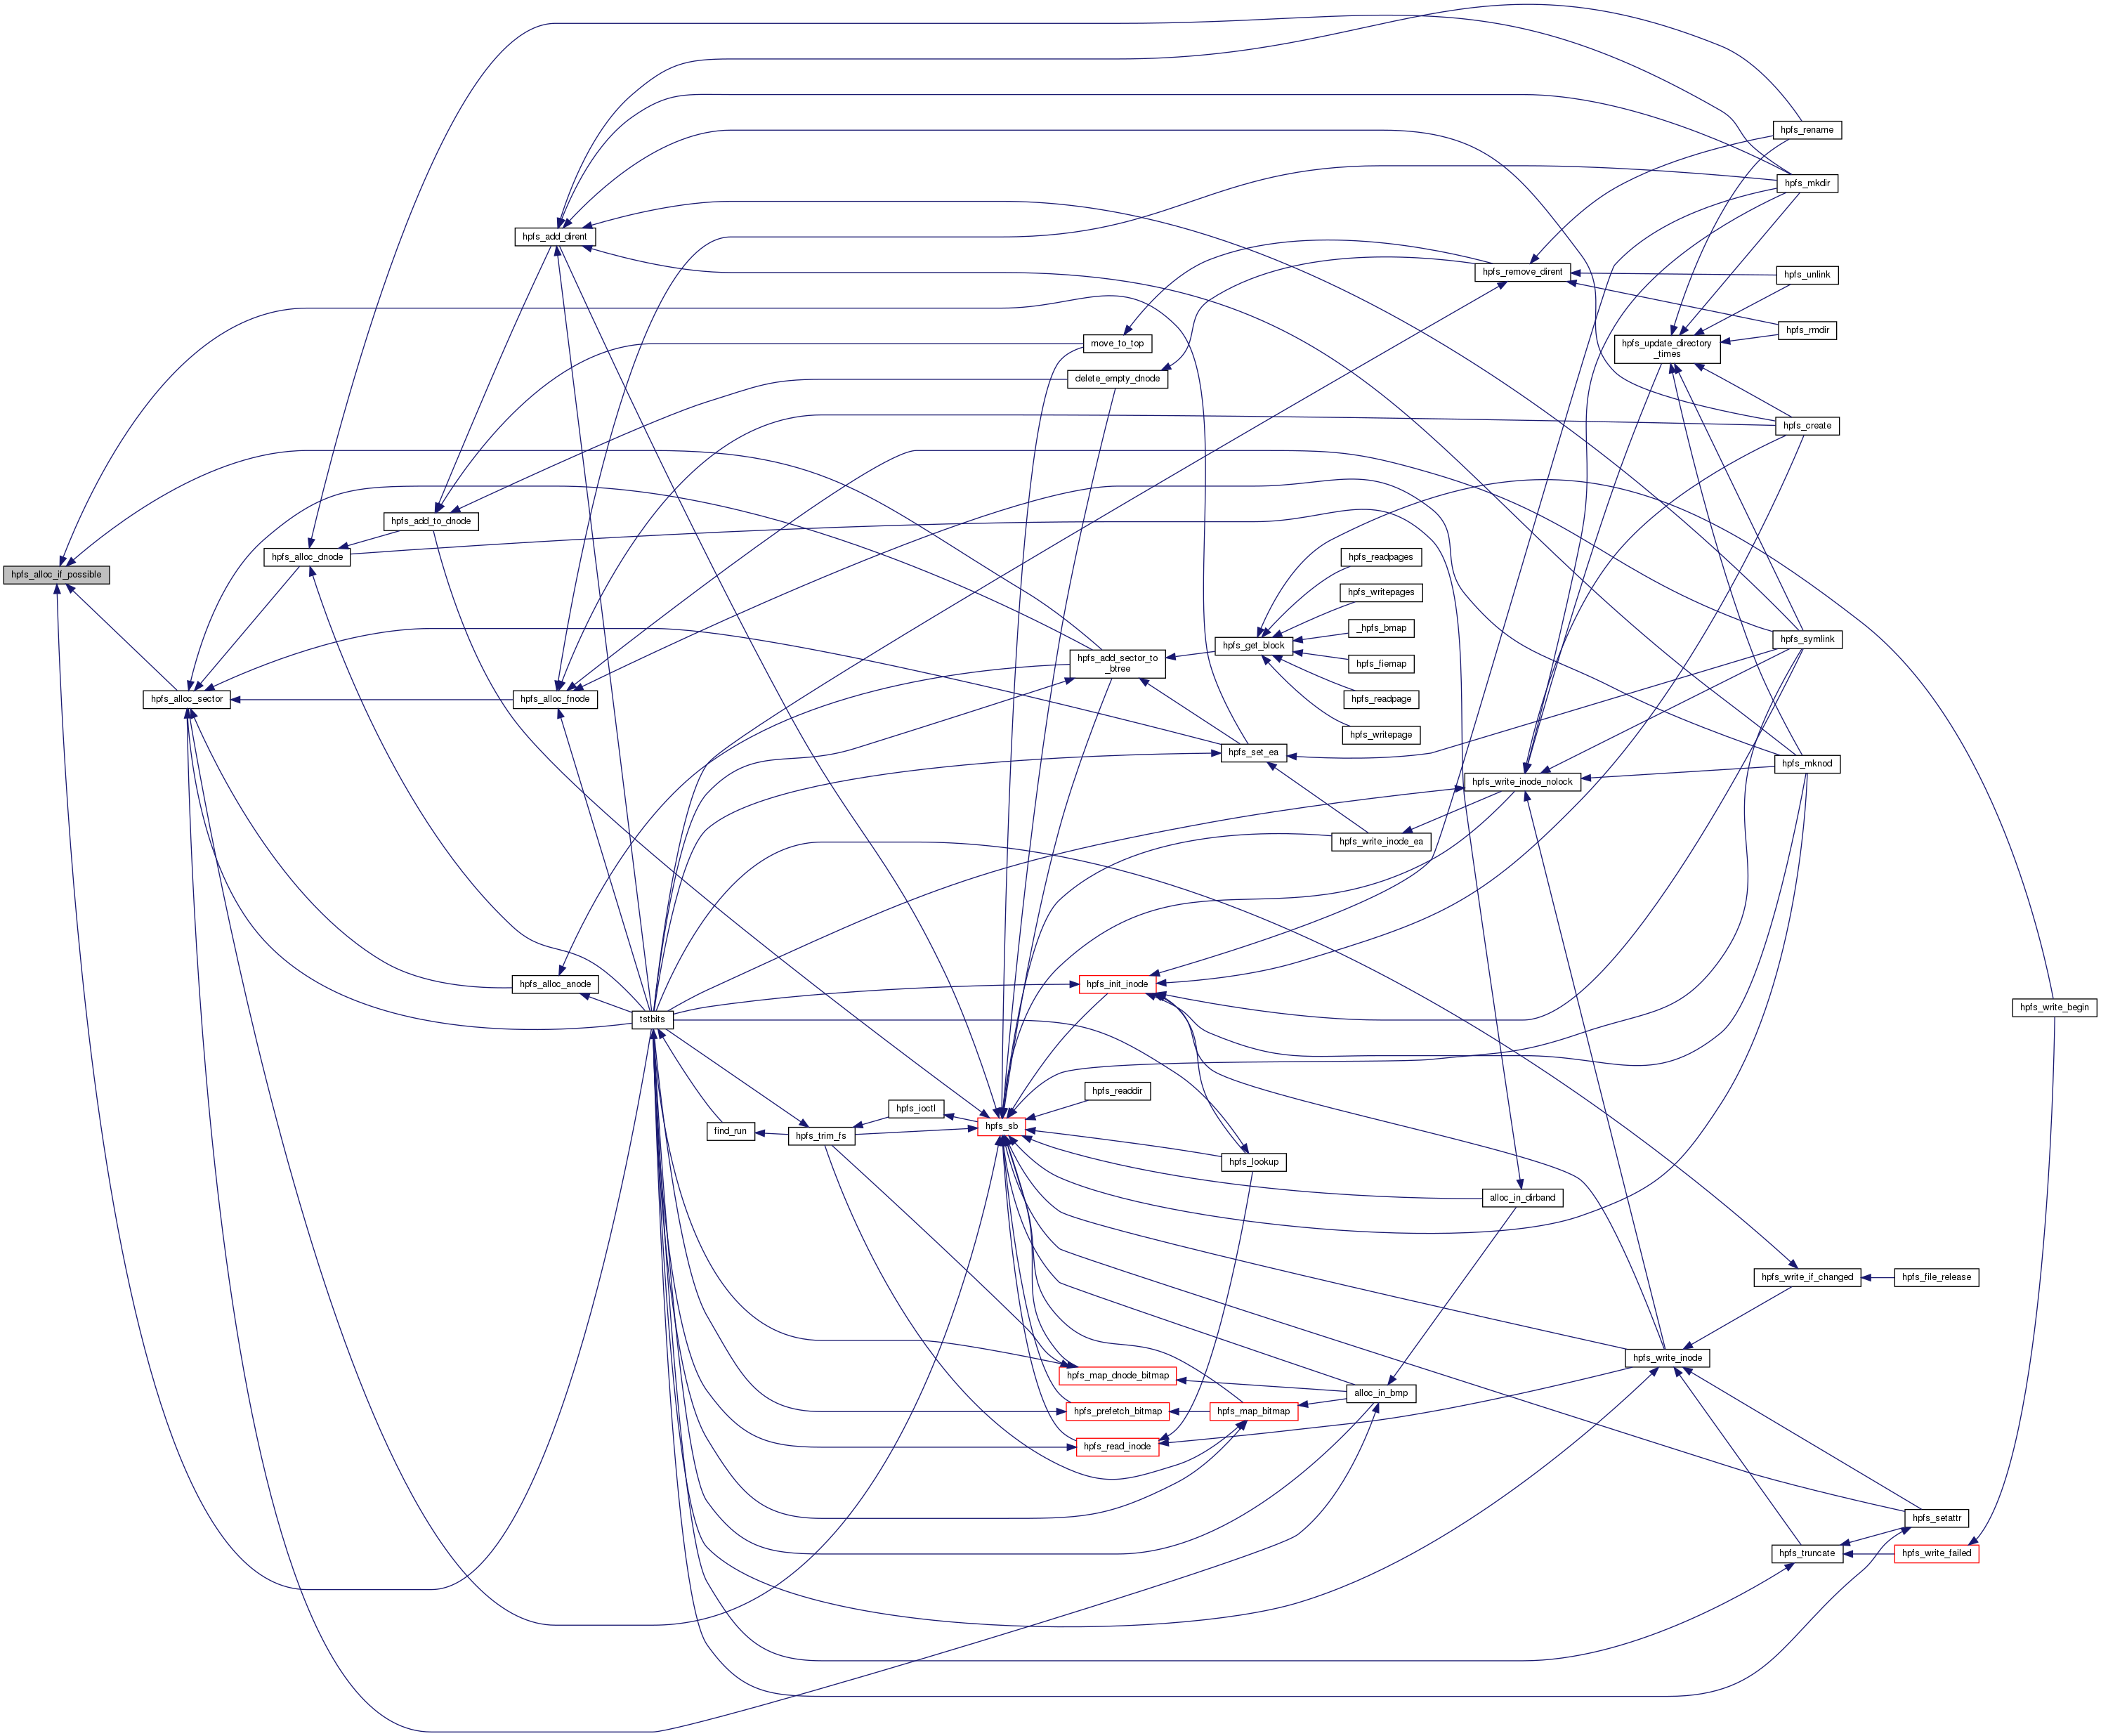 hpfs_rename
hpfs_mkdir
hpfs_add_dirent
hpfs_remove_dirent
hpfs_unlink
hpfs_rmdir
move_to_top
hpfs_update_directory
_times
delete_empty_dnode
hpfs_create
hpfs_add_to_dnode
hpfs_alloc_dnode
hpfs_readpages
hpfs_alloc_if_possible
hpfs_writepages
_hpfs_bmap
hpfs_get_block
hpfs_symlink
hpfs_add_sector_to
_btree
hpfs_fiemap
hpfs_alloc_sector
hpfs_alloc_fnode
hpfs_readpage
hpfs_writepage
hpfs_set_ea
hpfs_mknod
hpfs_write_inode_nolock
hpfs_write_inode_ea
hpfs_alloc_anode
hpfs_init_inode
hpfs_write_begin
tstbits
hpfs_readdir
hpfs_ioctl
hpfs_sb
find_run
hpfs_trim_fs
hpfs_lookup
alloc_in_dirband
hpfs_write_if_changed
hpfs_file_release
hpfs_write_inode
hpfs_map_dnode_bitmap
alloc_in_bmp
hpfs_prefetch_bitmap
hpfs_map_bitmap
hpfs_read_inode
hpfs_setattr
hpfs_truncate
hpfs_write_failed